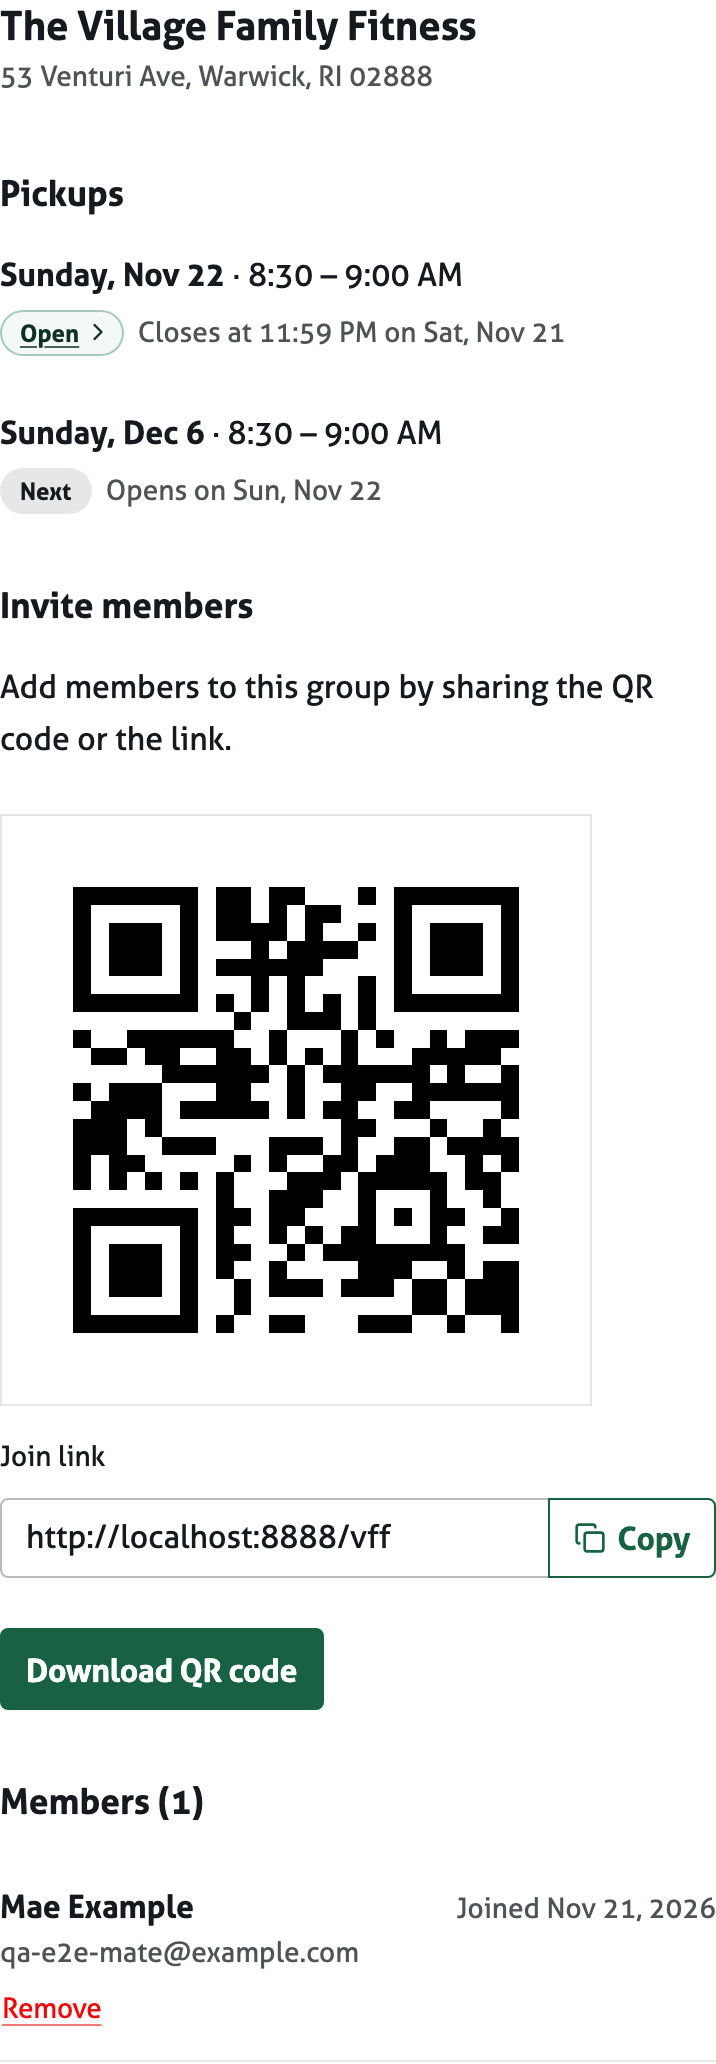 The Village Family Fitness
53 Venturi Ave, Warwick, RI 02888
Pickups
Sunday, Nov 22 · 8:30 – 9:00 AM
Open > Closes at 11:59 PM on Sat, Nov 21
Sunday, Dec 6 · 8:30 – 9:00 AM
Next Opens on Sun, Nov 22
Invite members
Add members to this group by sharing the QR
code or the link.
Join link
http://localhost:8888/vff Copy
Download QR code
Members (1)
Mae Example Joined Nov 21, 2026
qa-e2e-mate@example.com
Remove